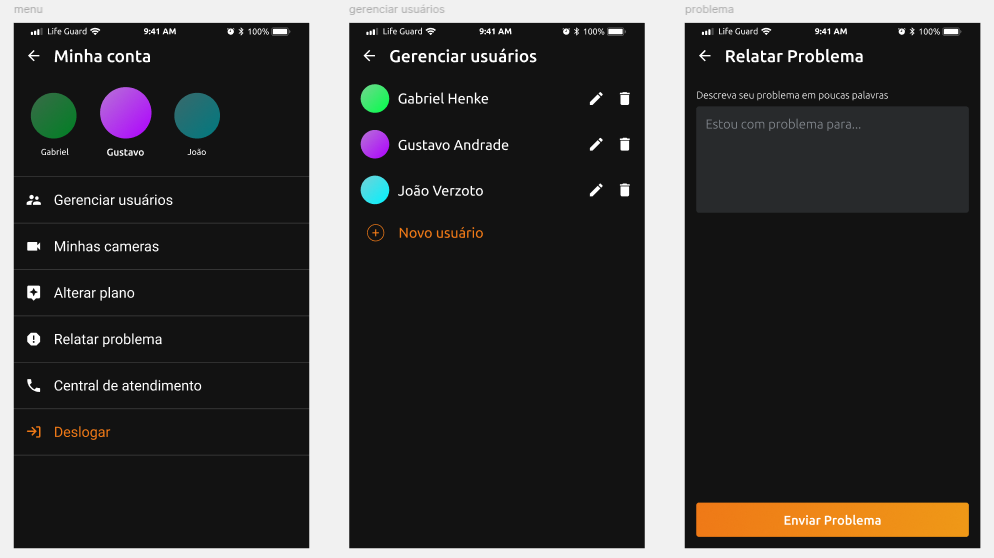 menu
Life Guard
9:41 AM
100%
Minha conta
Gabriel
Gustavo
João
Gerenciar usuários
Minhas cameras
Alterar plano
Relatar problema
Central de atendimento
Deslogar
gerenciar usuários
Life Guard
9:41 AM
100%
Gerenciar usuários
Gabriel Henke
Gustavo Andrade
João Verzoto
Novo usuário
problema
Life Guard
9:41 AM
100%
Relatar Problema
Descreva seu problema em poucas palavras
Estou com problema para...
Enviar Problema